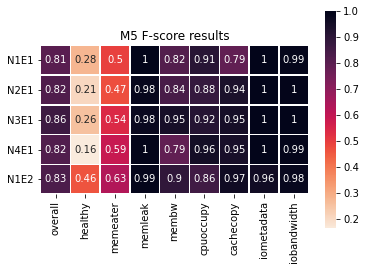 M5 F-score results
1.0
N1E1 0.81 0.28 0.5 1 0.82 0.91 0.79 1 0.99
0.9
N2E1 0.82 0.21 0.47 0.98 0.84 0.88 0.94 1 1
0.8
0.7
N3E1 0.86 0.26 0.54 0.98 0.95 0.92 0.95 1 1
0.6
0.5
N4E1 0.82 0.16 0.59 1 0.79 0.96 0.95 1 0.99
0.4
N1E2 0.83 0.46 0.63 0.99 0.9 0.86 0.97 0.96 0.98
0.3
0.2
overall healthy memeater memleak membw cpuoccupy cachecopy iometadata iobandwidth